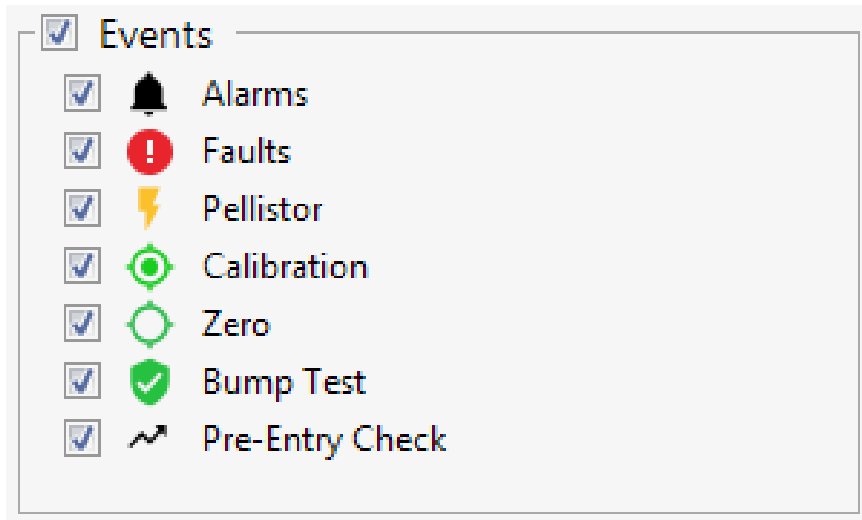 Events
Alarms
Faults
Pellistor
Calibration
Zero
Bump Test
Pre-Entry Check